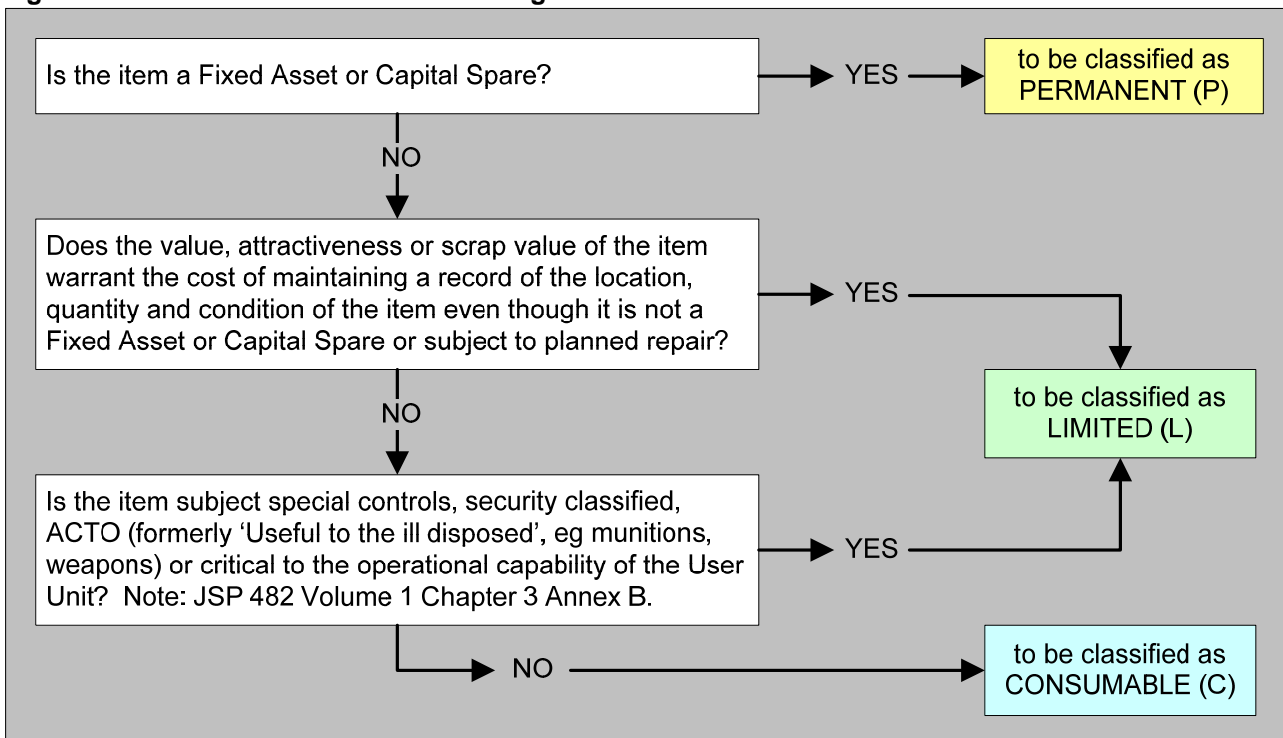 Is the item a Fixed Asset or Capital Spare?
YES
to be classified as
PERMANENT (P)
NO
Does the value, attractiveness or scrap value of the item
warrant the cost of maintaining a record of the location,
quantity and condition of the item even though it is not a
Fixed Asset or Capital Spare or subject to planned repair?
YES
to be classified as
LIMITED (L)
NO
Is the item subject special controls, security classified,
ACTO (formerly ‘Useful to the ill disposed’, eg munitions,
weapons) or critical to the operational capability of the User
Unit?  Note: JSP 482 Volume 1 Chapter 3 Annex B.
YES
NO
to be classified as
CONSUMABLE (C)